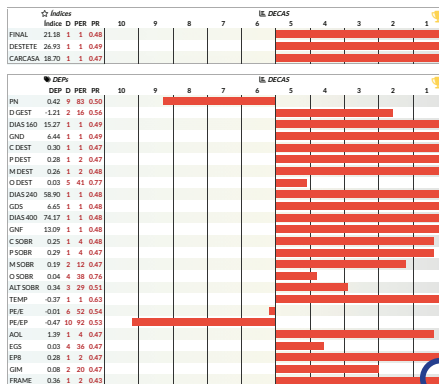 Índices DECAS
Índice D PER PR 10 9 8 7 6 5 4 3 2 1
FINAL 21.18 1 1 0.48
DESTETE 26.93 1 1 0.49
CARCASA 18.70 1 1 0.47
DEPs DECAS
DEP D PER PR 10 9 8 7 6 5 4 3 2 1
PN 0.42 9 83 0.50
D GEST -1.21 2 16 0.56
DIAS 160 15.27 1 1 0.49
GND 6.44 1 1 0.49
C DEST 0.30 1 1 0.47
P DEST 0.28 1 2 0.47
M DEST 0.26 1 2 0.48
O DEST 0.03 5 41 0.77
DIAS 240 58.90 1 1 0.48
GDS 6.65 1 1 0.48
DIAS 400 74.17 1 1 0.48
GNF 13.09 1 1 0.48
C SOBR 0.25 1 4 0.48
P SOBR 0.29 1 4 0.47
M SOBR 0.19 2 12 0.47
O SOBR 0.04 4 38 0.76
ALT SOBR 0.34 3 29 0.51
TEMP -0.37 1 1 0.63
PE/E -0.01 6 52 0.54
PE/EP -0.47 10 92 0.53
AOL 1.39 1 4 0.47
EGS 0.03 4 36 0.47
EP8 0.28 1 2 0.47
GIM 0.08 2 20 0.47
FRAME 0.36 1 2 0.43